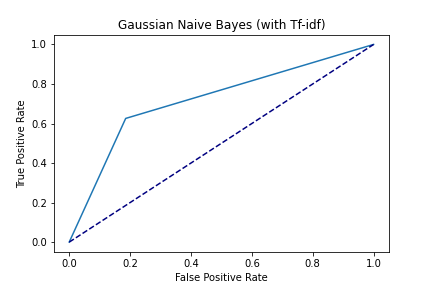 Gaussian Naive Bayes (with Tf-idf)
1.0
0.8
0.6
0.4
0.2
0.0
True Positive Rate
0.0 0.2 0.4 0.6 0.8 1.0
False Positive Rate